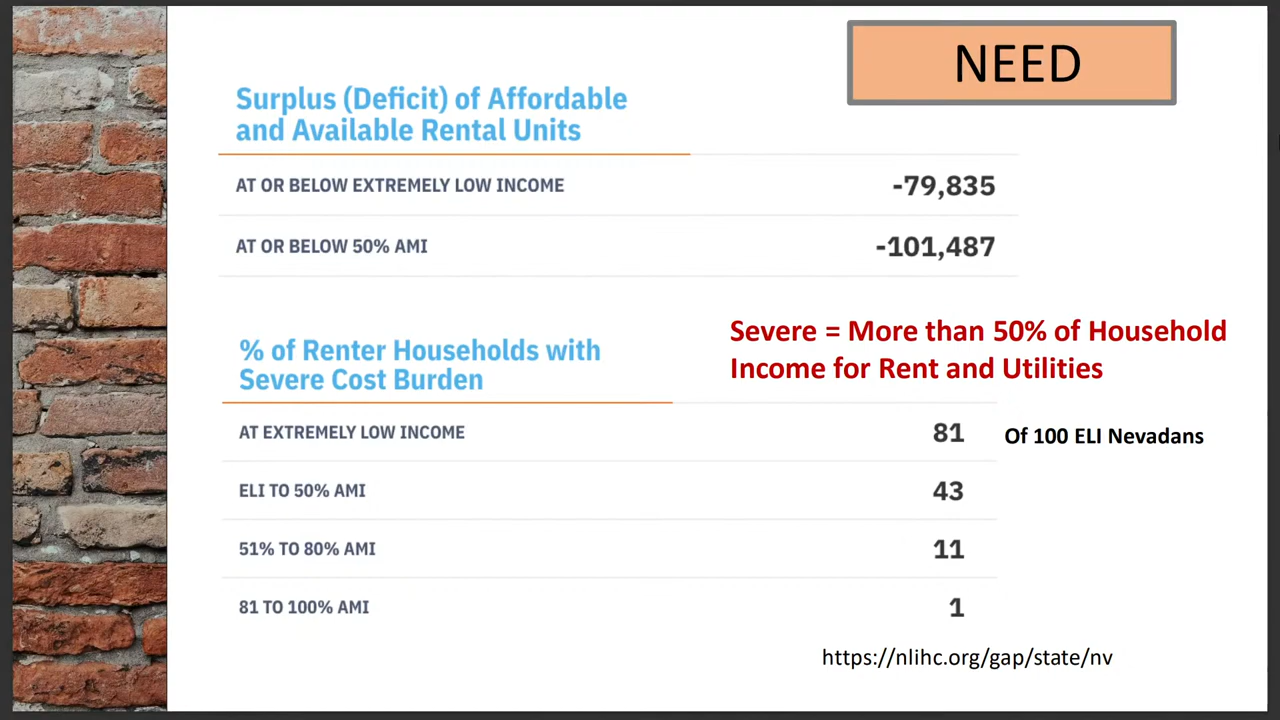 NEED
Surplus (Deficit) of Affordable
and Available Rental Units
AT OR BELOW EXTREMELY LOW INCOME -79,835
AT OR BELOW 50% AMI -101,487
Severe = More than 50% of Household
Income for Rent and Utilities
% of Renter Households with
Severe Cost Burden
AT EXTREMELY LOW INCOME 81 Of 100 ELI Nevadans
ELI TO 50% AMI 43
51% TO 80% AMI 11
81 TO 100% AMI 1
https://nlihc.org/gap/state/nv